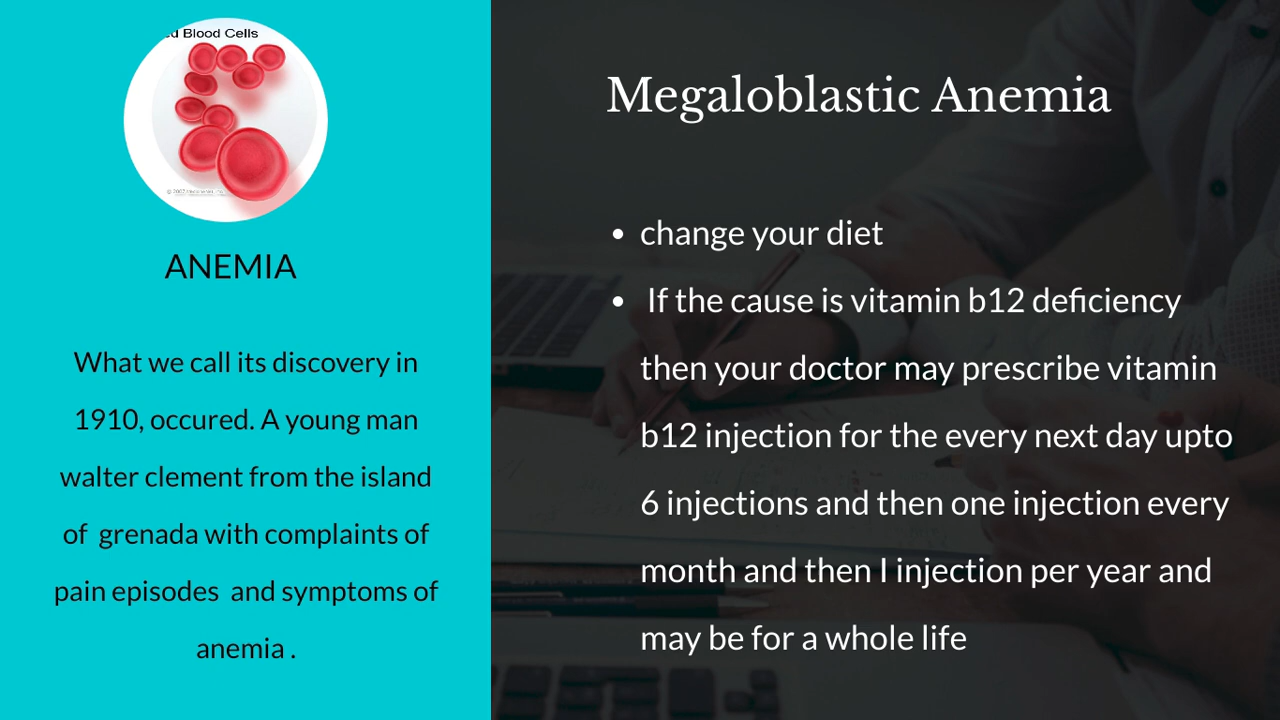 ed Blood Cells
ANEMIA
What we call its discovery in
1910, occured. A young man
walter clement from the island
of grenada with complaints of
pain episodes and symptoms of
anemia .
Megaloblastic Anemia
• change your diet
• If the cause is vitamin b12 deficiency
then your doctor may prescribe vitamin
b12 injection for the every next day upto
6 injections and then one injection every
month and then I injection per year and
may be for a whole life